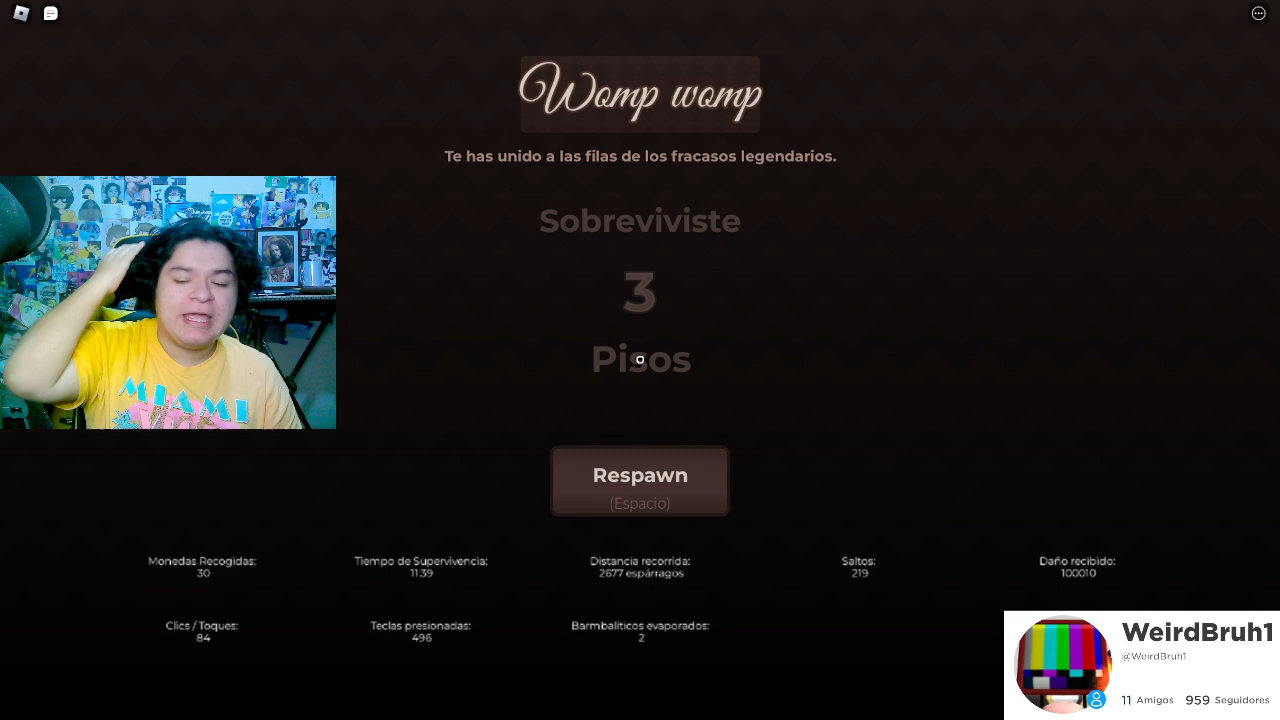 Womp womp
Te has unido a las filas de los fracasos legendarios.
Sobreviviste
3
Pisos
MIAMI
Respawn
(Espacio)
Monedas Recogidas:
30
Tiempo de Supervivencia:
11:39
Distancia recorrida:
2677 espárragos
Saltos:
219
Daño recibido:
100010
Clics / Toques:
84
Teclas presionadas:
496
Barmbalíticos evaporados:
2
WeirdBruh1
@WeirdBruh1
11 Amigos 959 Seguidores